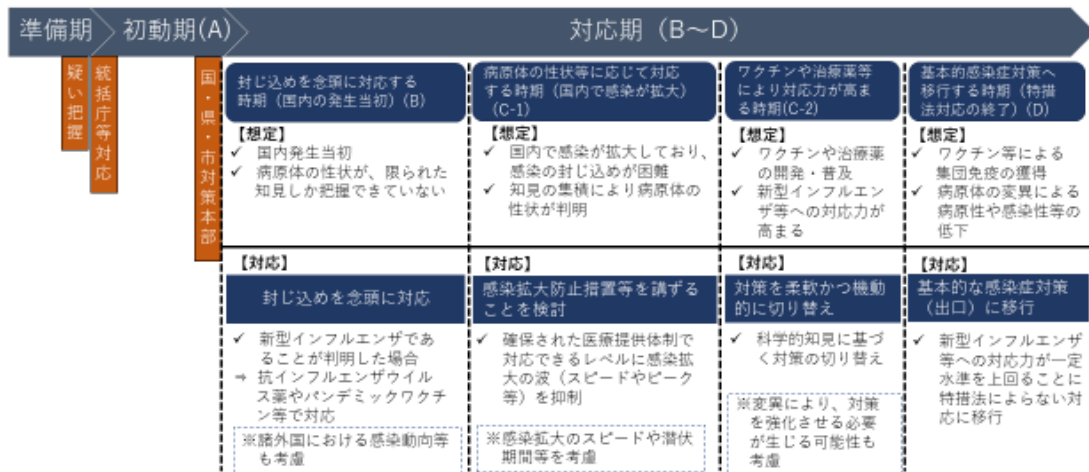 準備期
初動期(A)
対応期（B～D）
疑い把握
統括庁等対応
国・県・市対策本部
封じ込めを念頭に対応する
時期（国内の発生当初）(B)
【想定】
✓ 国内発生当初
✓ 病原体の性状が、限られた
知見しか把握できていない
病原体の性状等に応じて対応
する時期（国内で感染が拡大）
(C-1)
【想定】
✓ 国内で感染が拡大しており、
感染の封じ込めが困難
✓ 知見の集積により病原体の
性状が判明
ワクチンや治療薬等
により対応力が高ま
る時期(C-2)
【想定】
✓ ワクチンや治療薬
の開発・普及
✓ 新型インフルエン
ザ等への対応力が
高まる
基本的感染症対策へ
移行する時期（特措
法対応の終了）(D)
【想定】
✓ ワクチン等による
集団免疫の獲得
✓ 病原体の変異による
病原性や感染性等の
低下
【対応】
封じ込めを念頭に対応
✓ 新型インフルエンザであ
ることが判明した場合
⇒ 抗インフルエンザウイル
ス薬やパンデミックワクチ
ン等で対応
※諸外国における感染動向等
も考慮
【対応】
感染拡大防止措置等を講ずる
ことを検討
✓ 確保された医療提供体制で
対応できるレベルに感染拡
大の波（スピードやピーク
等）を抑制
※感染拡大のスピードや潜伏
期間等を考慮
【対応】
対策を柔軟かつ機動
的に切り替え
✓ 科学的知見に基づ
く対策の切り替え
※変異により、対策
を強化させる必要
が生じる可能性も
考慮
【対応】
基本的な感染症対策
（出口）に移行
✓ 新型インフルエンザ
等への対応力が一定
水準を上回ることに
特措法によらない対
応に移行